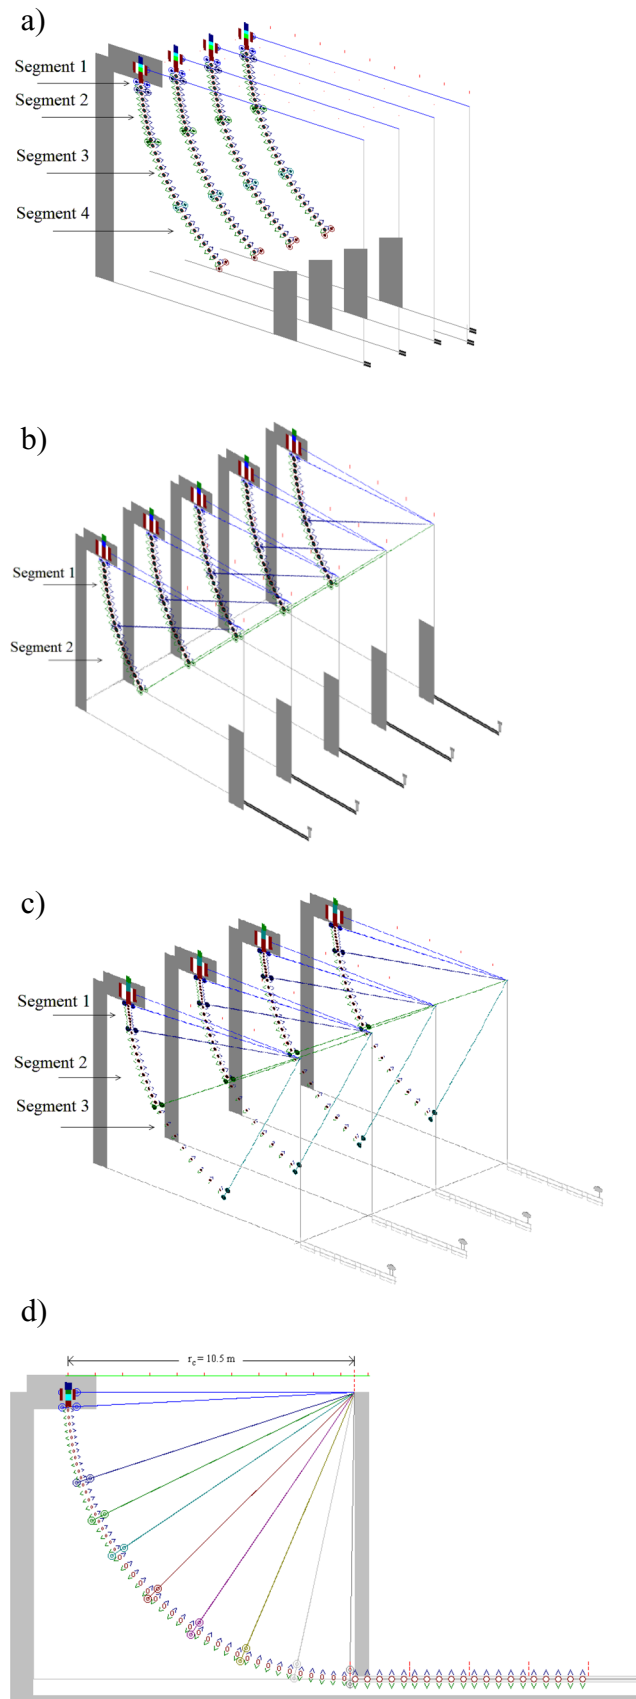 a)
Segment 1
Segment 2
Segment 3
Segment 4
b)
Segment 1
Segment 2
c)
Segment 1
Segment 2
Segment 3
d)
r_c = 10.5 m